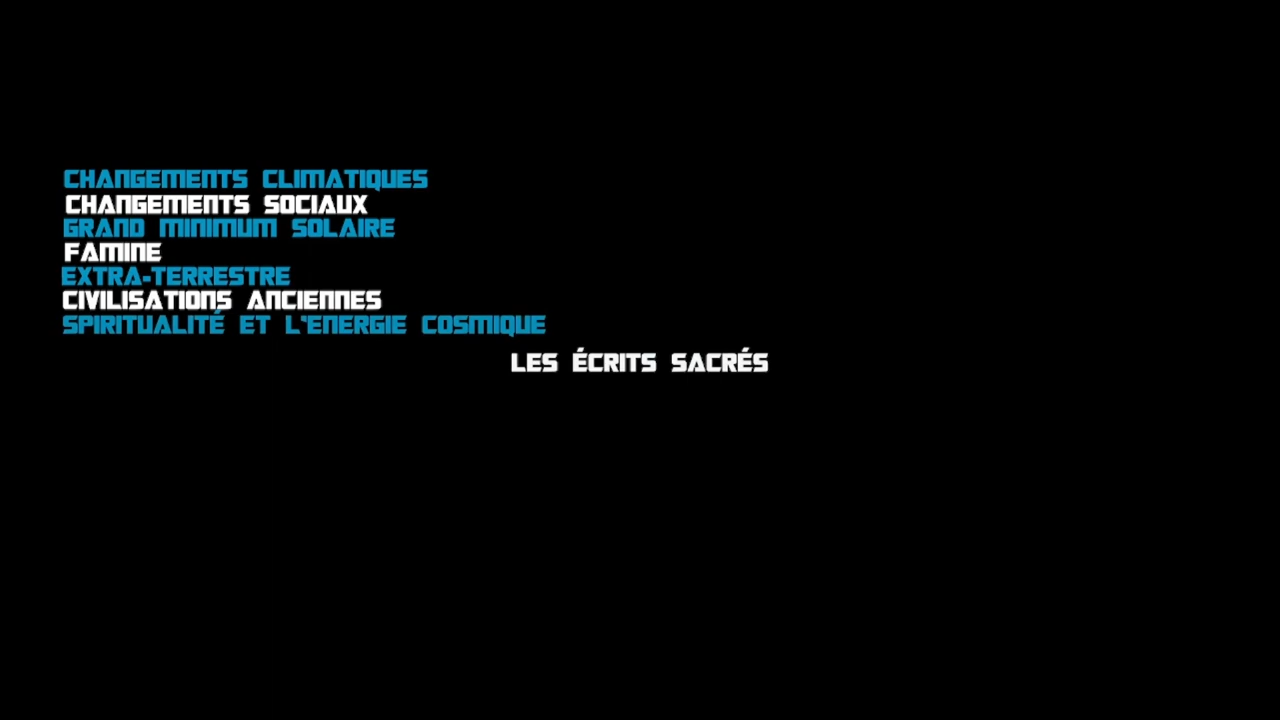 CHANGEMENTS CLIMATIQUES
CHANGEMENTS SOCIAUX
GRAND MINIMUM SOLAIRE
FAMINE
EXTRA-TERRESTRE
CIVILISATIONS ANCIENNES
SPIRITUALITÉ ET L'ENERGIE COSMIQUE
LES ÉCRITS SACRÉS